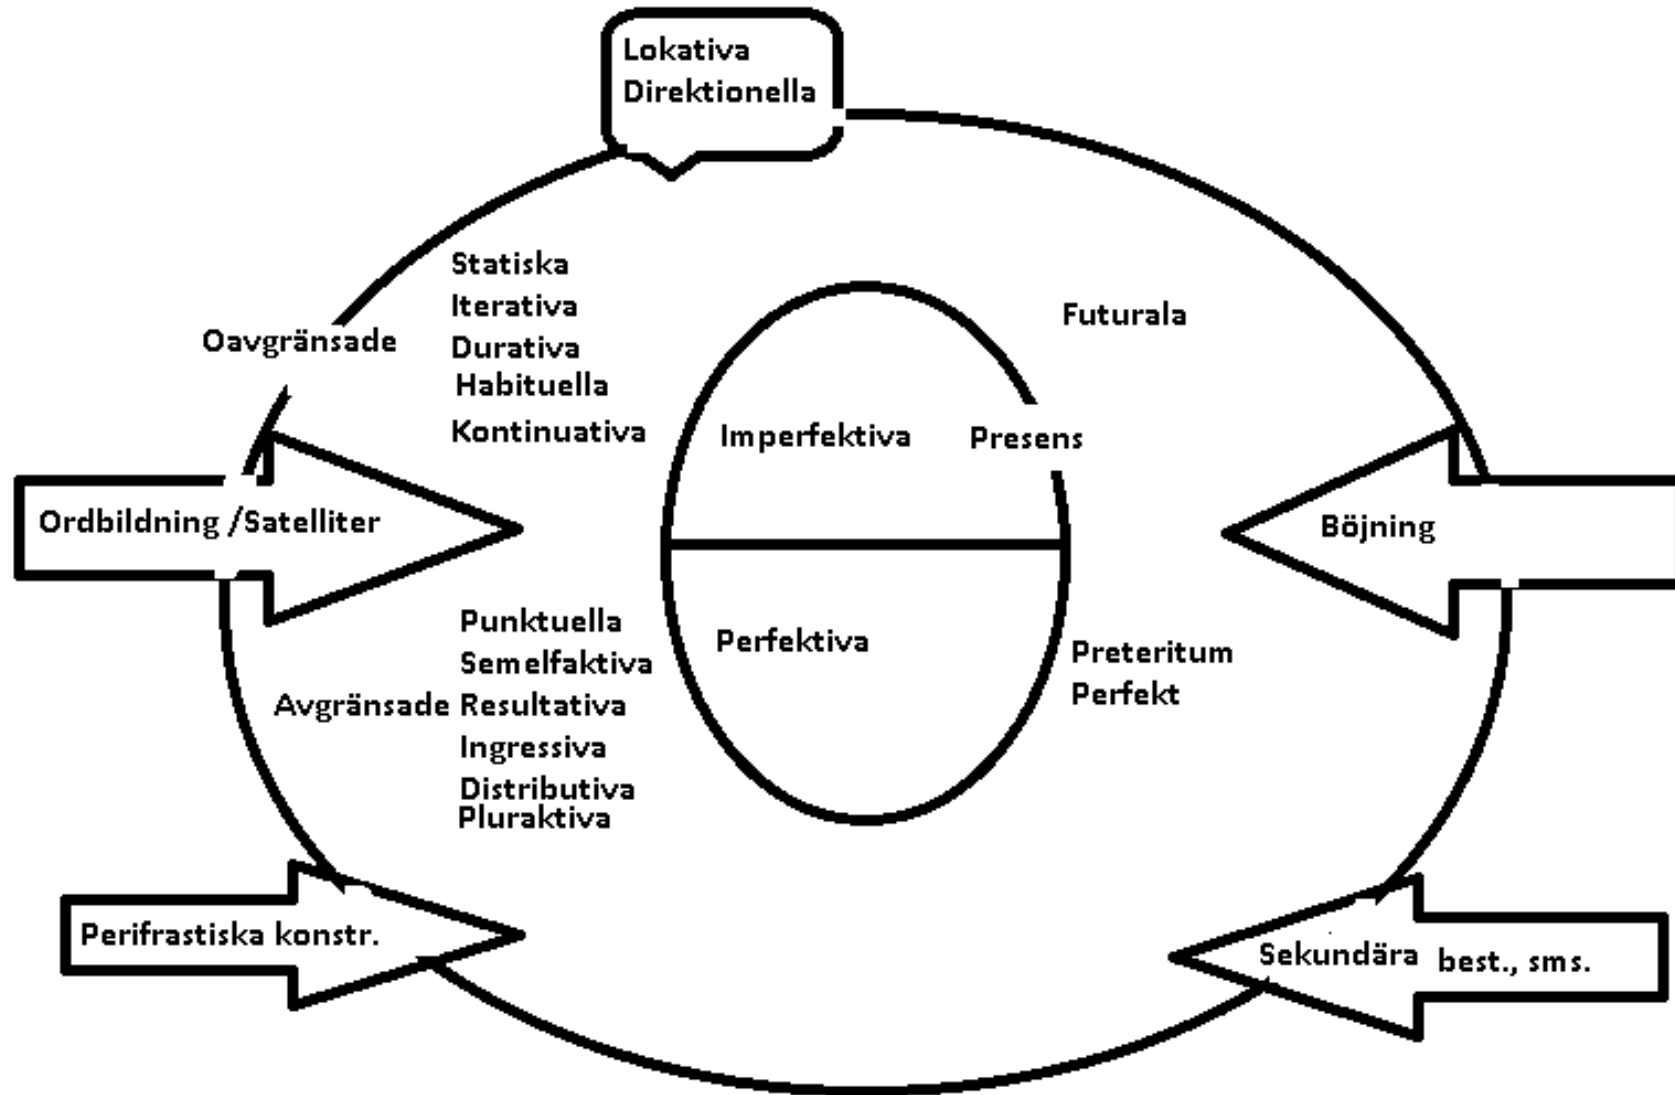 Lokativa
Direktionella
Statiska
Iterativa
Futurala
Oavgränsade
Durativa
Habituella
Kontinuativa
Imperfektiva
Presens
Ordbildning /Satelliter
Böjning
Punktuella
Semelfaktiva
Perfektiva
Preteritum
Perfekt
Avgränsade Resultativa
Ingressiva
Distributiva
Pluraktiva
Perifrastiska konstr.
Sekundära best., sms.